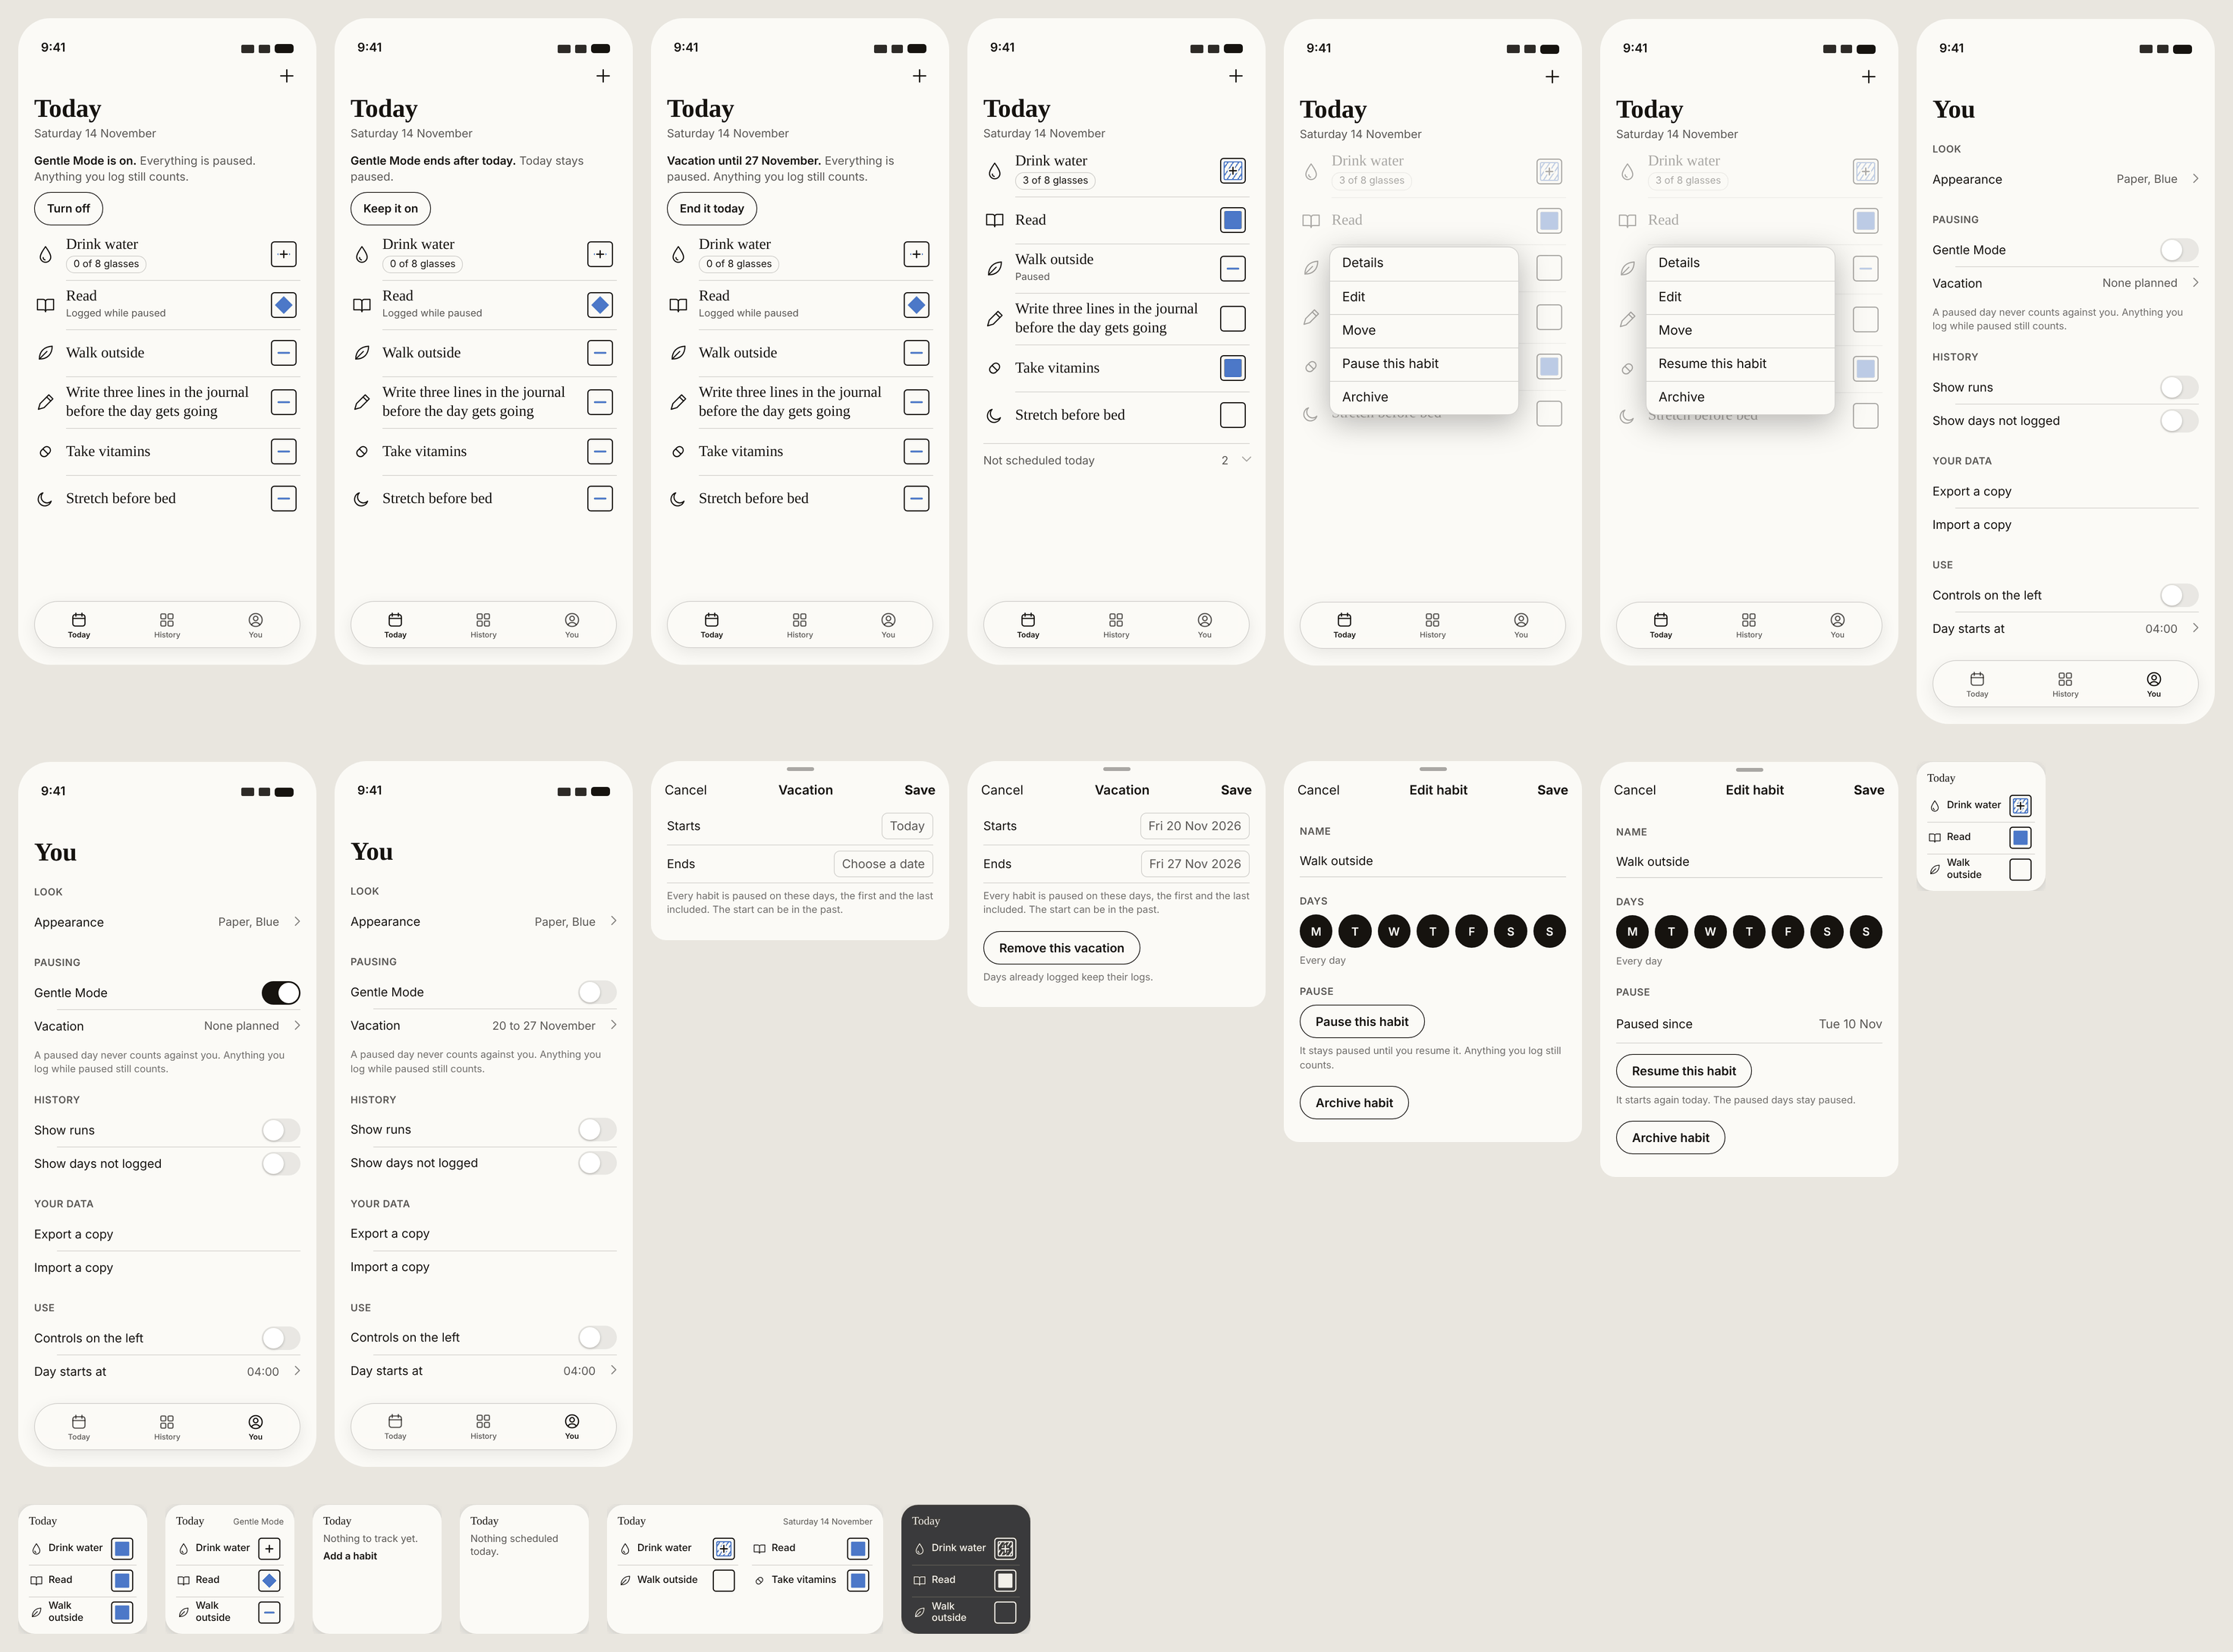 9:41
Today
Saturday 14 November
Gentle Mode is on. Everything is paused.
Anything you log still counts.
Turn off
Drink water
0 of 8 glasses
Read
Logged while paused
Walk outside
Write three lines in the journal
before the day gets going
Take vitamins
Stretch before bed
Today
History
You
9:41
Today
Saturday 14 November
Gentle Mode ends after today. Today stays
paused.
Keep it on
Drink water
0 of 8 glasses
Read
Logged while paused
Walk outside
Write three lines in the journal
before the day gets going
Take vitamins
Stretch before bed
Today
History
You
9:41
Today
Saturday 14 November
Vacation until 27 November. Everything is
paused. Anything you log still counts.
End it today
Drink water
0 of 8 glasses
Read
Logged while paused
Walk outside
Write three lines in the journal
before the day gets going
Take vitamins
Stretch before bed
Today
History
You
9:41
Today
Saturday 14 November
Drink water
3 of 8 glasses
Read
Walk outside
Paused
Write three lines in the journal
before the day gets going
Take vitamins
Stretch before bed
Not scheduled today
2
Today
History
You
9:41
Today
Saturday 14 November
Drink water
3 of 8 glasses
Read
Details
Edit
Move
Pause this habit
Archive
Stretch before bed
Today
History
You
9:41
Today
Saturday 14 November
Drink water
3 of 8 glasses
Read
Details
Edit
Move
Resume this habit
Archive
Stretch before bed
Today
History
You
9:41
You
LOOK
Appearance
Paper, Blue
PAUSING
Gentle Mode
Vacation
None planned
A paused day never counts against you. Anything you
log while paused still counts.
HISTORY
Show runs
Show days not logged
YOUR DATA
Export a copy
Import a copy
USE
Controls on the left
Day starts at
04:00
Today
History
You
9:41
You
LOOK
Appearance
Paper, Blue
PAUSING
Gentle Mode
Vacation
None planned
A paused day never counts against you. Anything you
log while paused still counts.
HISTORY
Show runs
Show days not logged
YOUR DATA
Export a copy
Import a copy
USE
Controls on the left
Day starts at
04:00
Today
History
You
9:41
You
LOOK
Appearance
Paper, Blue
PAUSING
Gentle Mode
Vacation
20 to 27 November
A paused day never counts against you. Anything you
log while paused still counts.
HISTORY
Show runs
Show days not logged
YOUR DATA
Export a copy
Import a copy
USE
Controls on the left
Day starts at
04:00
Today
History
You
Cancel
Vacation
Save
Starts
Today
Ends
Choose a date
Every habit is paused on these days, the first and the last
included. The start can be in the past.
Cancel
Vacation
Save
Starts
Fri 20 Nov 2026
Ends
Fri 27 Nov 2026
Every habit is paused on these days, the first and the last
included. The start can be in the past.
Remove this vacation
Days already logged keep their logs.
Cancel
Edit habit
Save
NAME
Walk outside
DAYS
M T W T F S S
Every day
PAUSE
Pause this habit
It stays paused until you resume it. Anything you log still
counts.
Archive habit
Cancel
Edit habit
Save
NAME
Walk outside
DAYS
M T W T F S S
Every day
PAUSE
Paused since
Tue 10 Nov
Resume this habit
It starts again today. The paused days stay paused.
Archive habit
Today
Drink water
Read
Walk
outside
Today
Drink water
Read
Walk
outside
Today
Gentle Mode
Drink water
Read
Walk
outside
Today
Nothing to track yet.
Add a habit
Today
Nothing scheduled
today.
Today
Saturday 14 November
Drink water
Read
Walk outside
Take vitamins
Today
Drink water
Read
Walk
outside